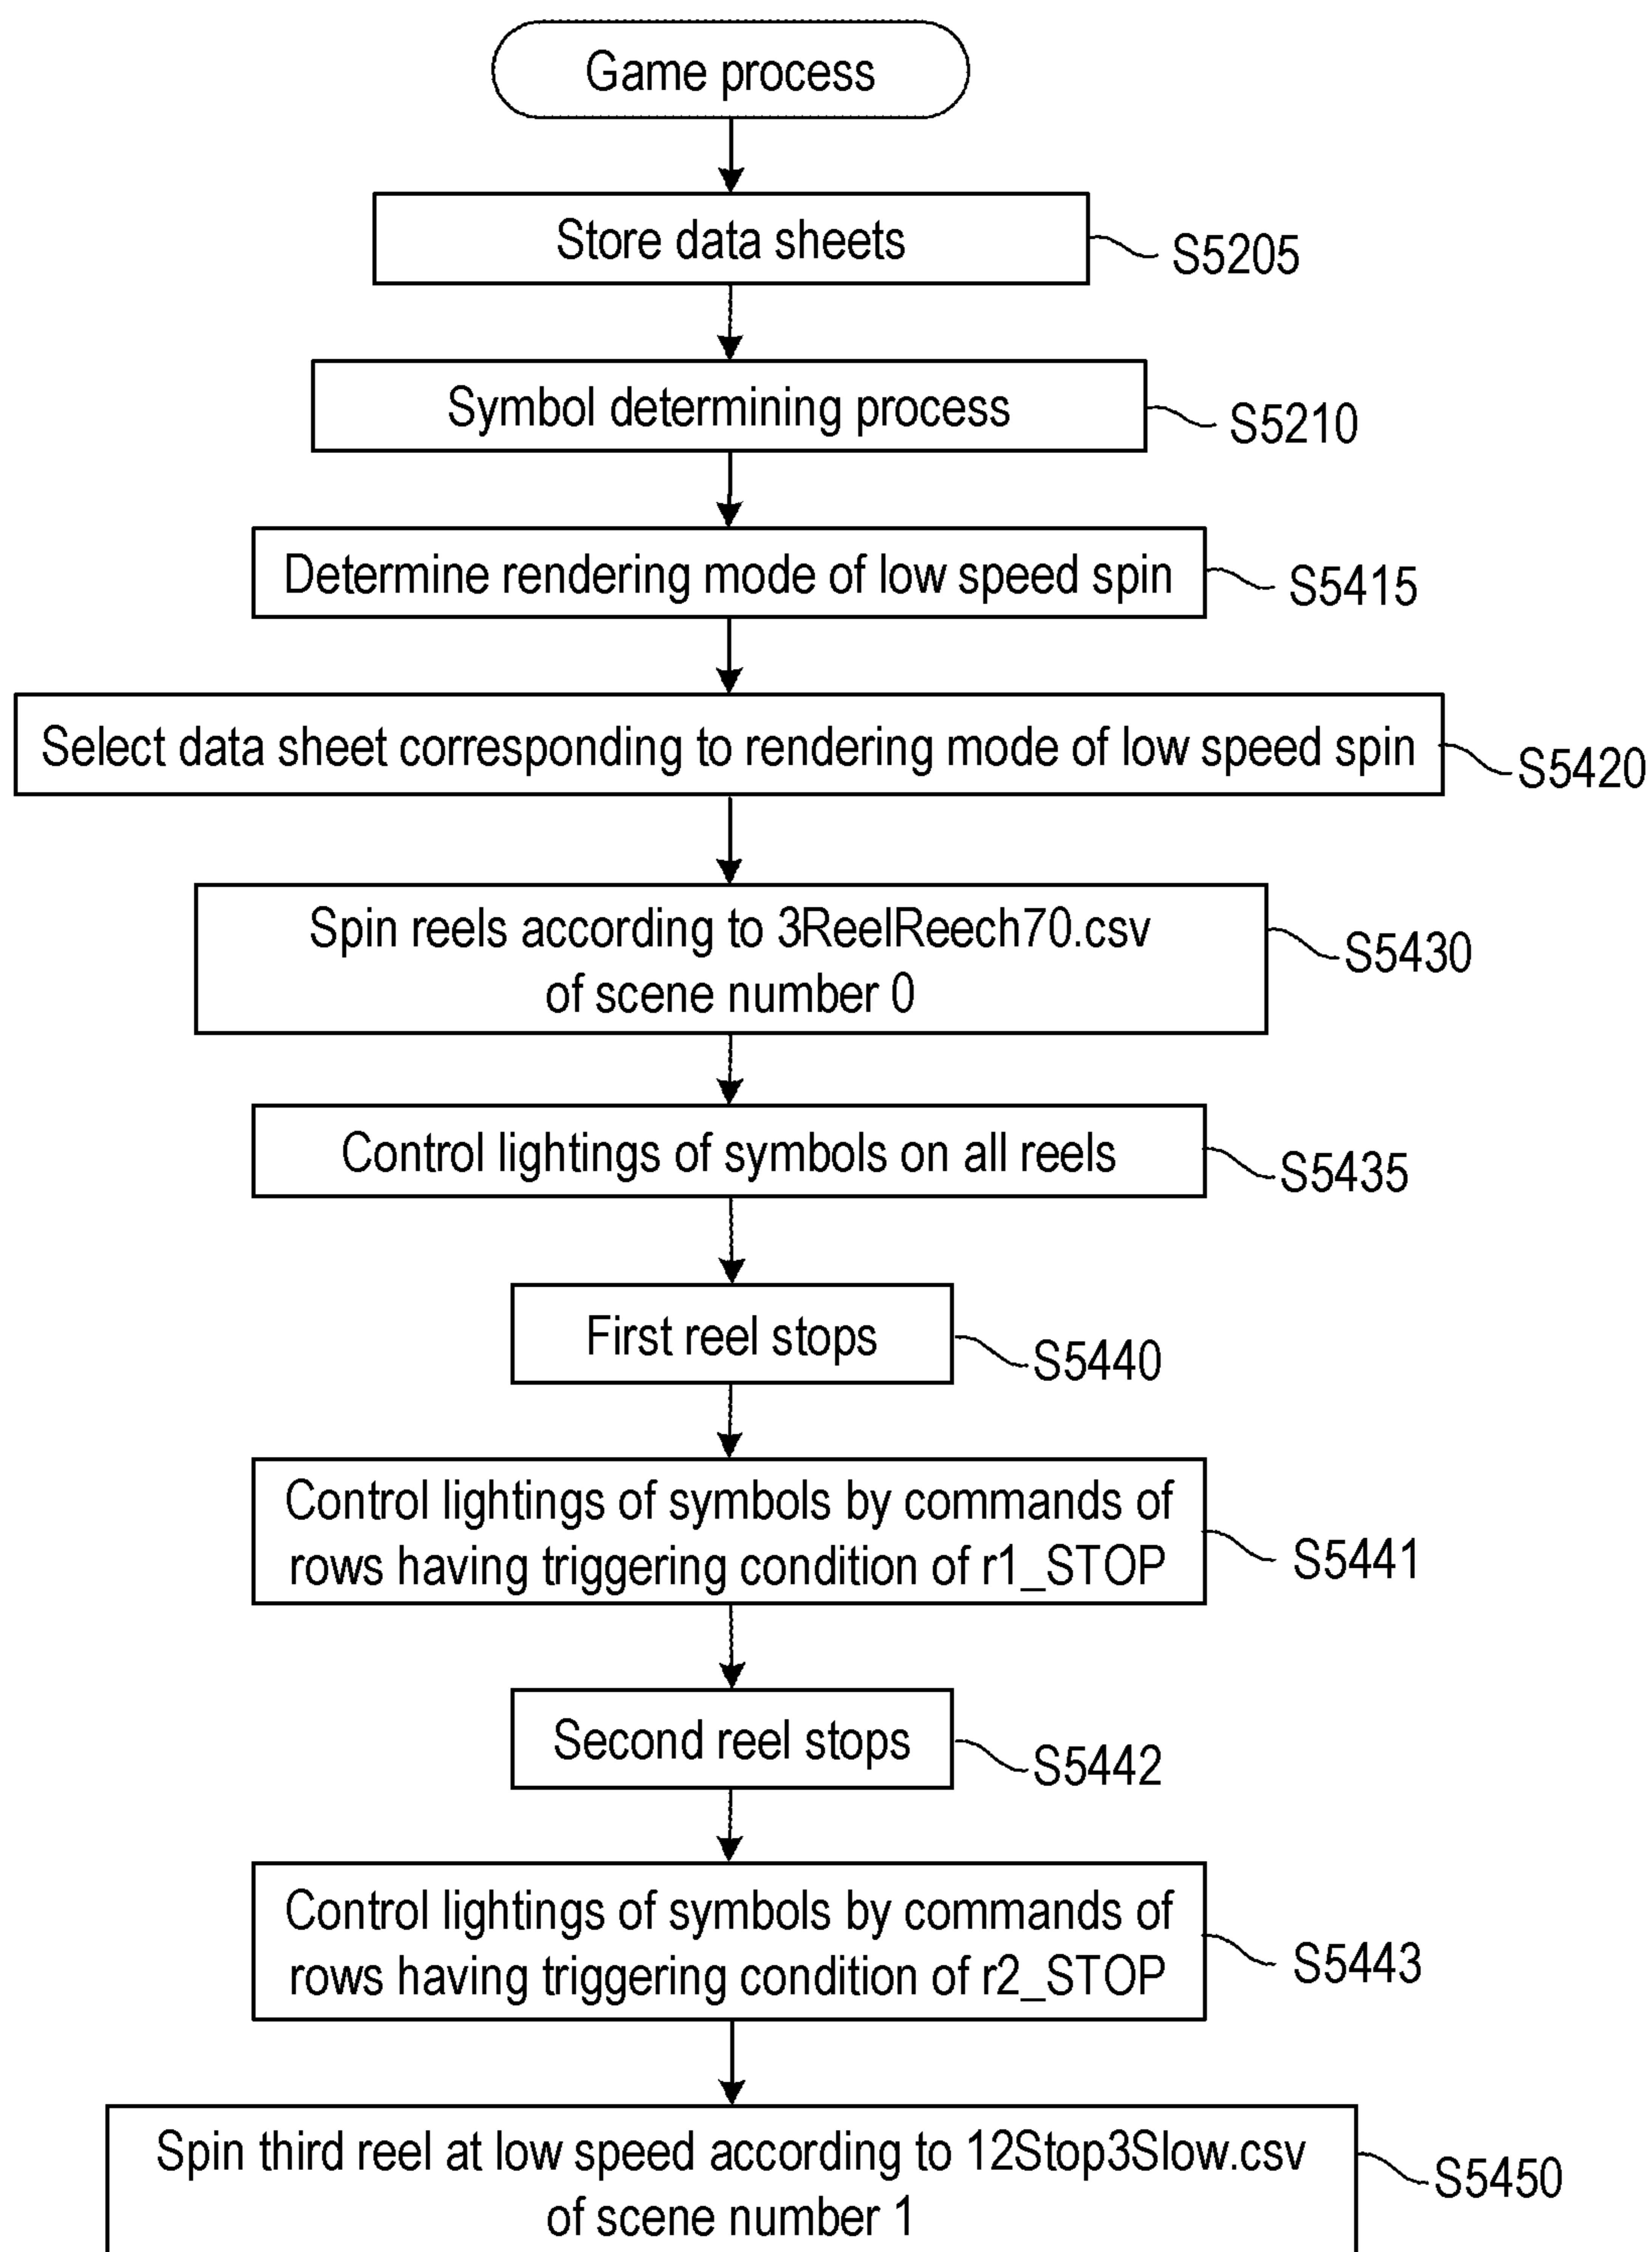 Game process
Store data sheets
S5205
Symbol determining process
S5210
Determine rendering mode of low speed spin
S5415
Select data sheet corresponding to rendering mode of low speed spin
S5420
Spin reels according to 3ReelReech70.csv
of scene number 0
S5430
Control lightings of symbols on all reels
S5435
First reel stops
S5440
Control lightings of symbols by commands of
rows having triggering condition of r1_STOP
S5441
Second reel stops
S5442
Control lightings of symbols by commands of
rows having triggering condition of r2_STOP
S5443
Spin third reel at low speed according to 12Stop3Slow.csv
of scene number 1
S5450